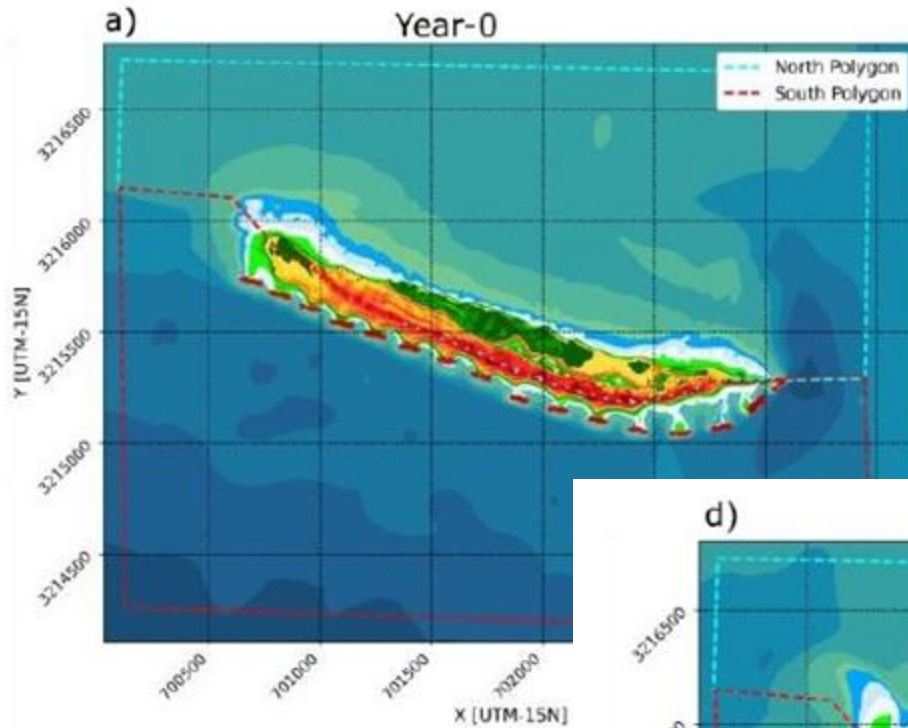 a)
Year-0
North Polygon
South Polygon
3216500
3216000
3215500
3215000
3214500
Y [UTM-15N]
700500
701000
701500
702000
X [UTM-15N]
d)
3216500